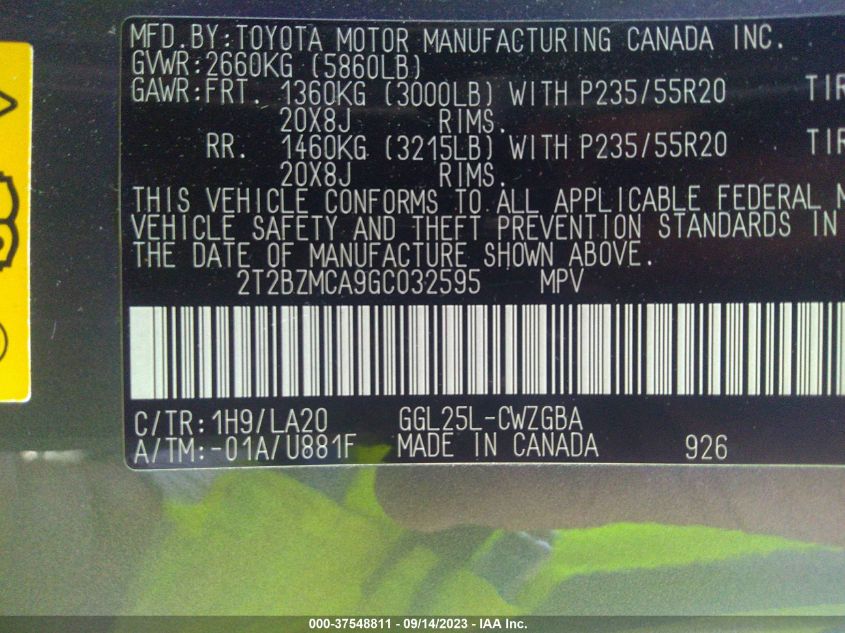 MFD.BY:TOYOTA MOTOR MANUFACTURING CANADA INC.
GVWR:2660KG (5860LB)
GAWR:FRT. 1360KG (3000LB) WITH P235/55R20 TIR
20X8J RIMS.
RR. 1460KG (3215LB) WITH P235/55R20 TIR
20X8J RIMS.
THIS VEHICLE CONFORMS TO ALL APPLICABLE FEDERAL M
VEHICLE SAFETY AND THEFT PREVENTION STANDARDS IN
THE DATE OF MANUFACTURE SHOWN ABOVE.
2T2BZMCA9GC032595 MPV
C/TR:1H9/LA20 GGL25L-CWZGBA
A/TM:-01A/U881F MADE IN CANADA 926
000-37548811 - 09/14/2023 - IAA Inc.